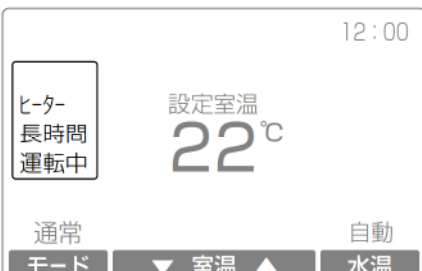 12:00
ﾋｰﾀｰ
長時間
運転中
設定室温
22℃
通常
自動
モード
▼ 室温 ▲
水温